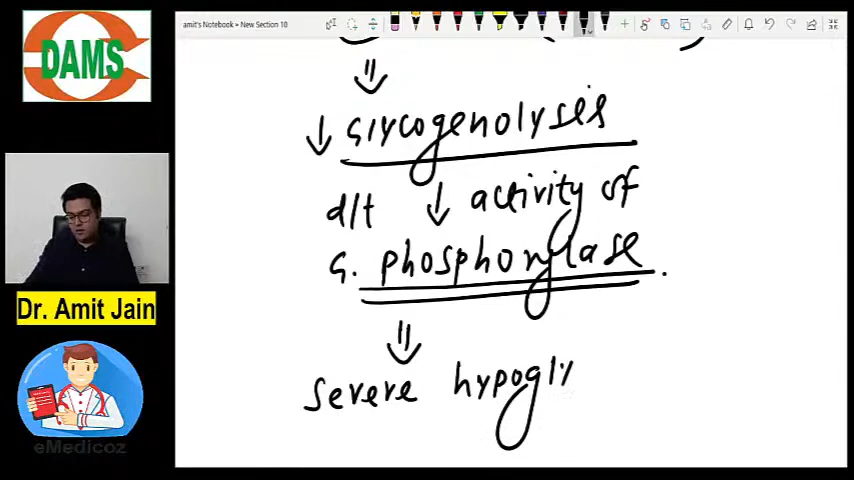 amit's Notebook > New Section 10
DAMS
↓ Glycogenolysis
d/t ↓ activity of
G. phosphorylase.
Severe hypogly
Dr. Amit Jain
eMedicoz